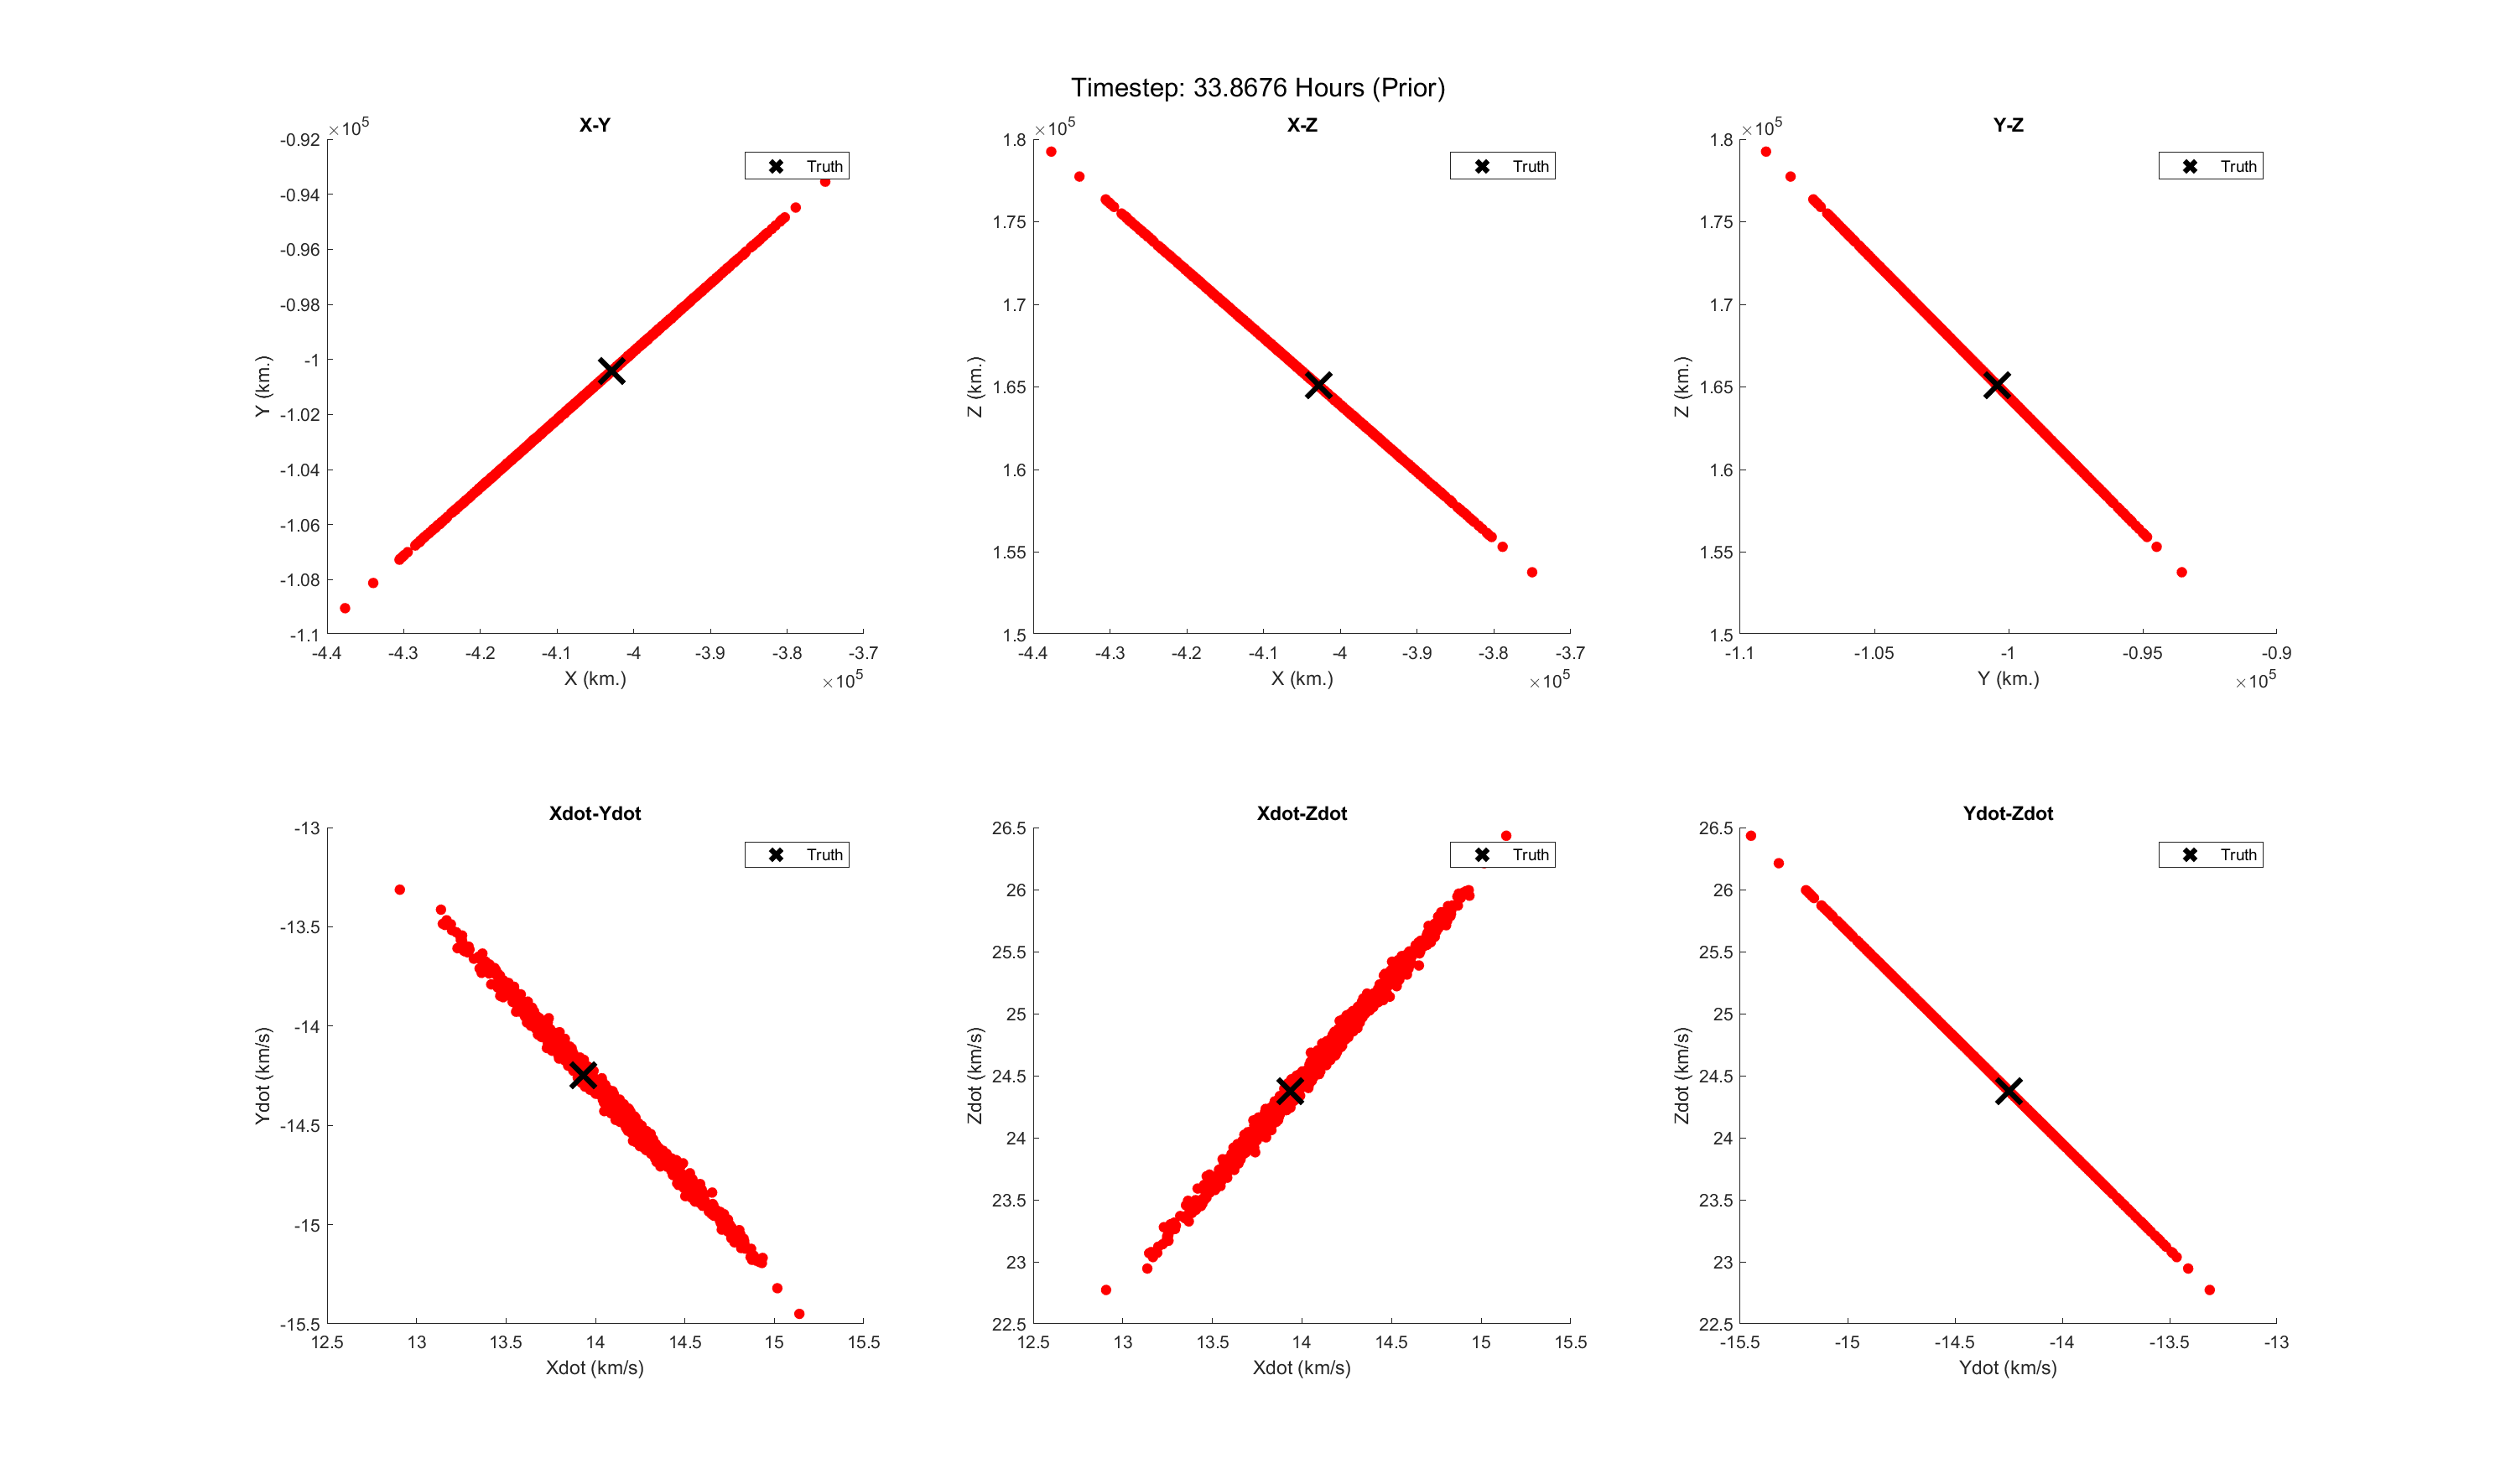 Timestep: 33.8676 Hours (Prior)
X-Y
×10^5
-0.92
-0.94
-0.96
-0.98
-1
-1.02
-1.04
-1.06
-1.08
-1.1
Y (km.)
Truth
-4.4 -4.3 -4.2 -4.1 -4 -3.9 -3.8 -3.7
X (km.)
×10^5
X-Z
×10^5
1.8
1.75
1.7
1.65
1.6
1.55
1.5
Z (km.)
Truth
-4.4 -4.3 -4.2 -4.1 -4 -3.9 -3.8 -3.7
X (km.)
×10^5
Y-Z
×10^5
1.8
1.75
1.7
1.65
1.6
1.55
1.5
Z (km.)
Truth
-1.1 -1.05 -1 -0.95 -0.9
Y (km.)
×10^5
Xdot-Ydot
-13
-13.5
-14
-14.5
-15
-15.5
Ydot (km/s)
Truth
12.5 13 13.5 14 14.5 15 15.5
Xdot (km/s)
Xdot-Zdot
26.5
26
25.5
25
24.5
24
23.5
23
22.5
Zdot (km/s)
Truth
12.5 13 13.5 14 14.5 15 15.5
Xdot (km/s)
Ydot-Zdot
26.5
26
25.5
25
24.5
24
23.5
23
22.5
Zdot (km/s)
Truth
-15.5 -15 -14.5 -14 -13.5 -13
Ydot (km/s)